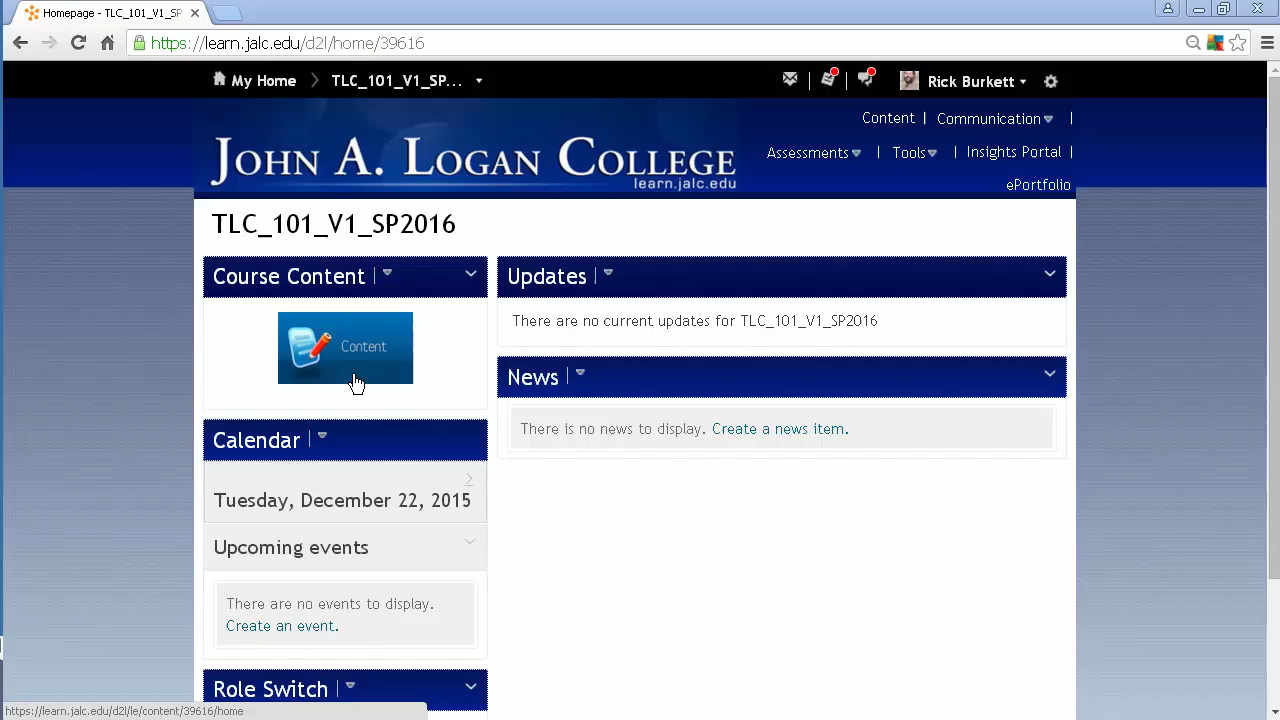 Homepage - TLC_101_V1_SP
https://learn.jalc.edu/d2l/home/39616
My Home
TLC_101_V1_SP...
Rick Burkett
Content | Communication |
JOHN A. LOGAN COLLEGE
learn.jalc.edu
Assessments | Tools | Insights Portal |
ePortfolio
TLC_101_V1_SP2016
Course Content
Content
Updates
There are no current updates for TLC_101_V1_SP2016
News
There is no news to display. Create a news item.
Calendar
Tuesday, December 22, 2015
Upcoming events
There are no events to display.
Create an event.
Role Switch
https://learn.jalc.edu/d2l/le/content/39616/home